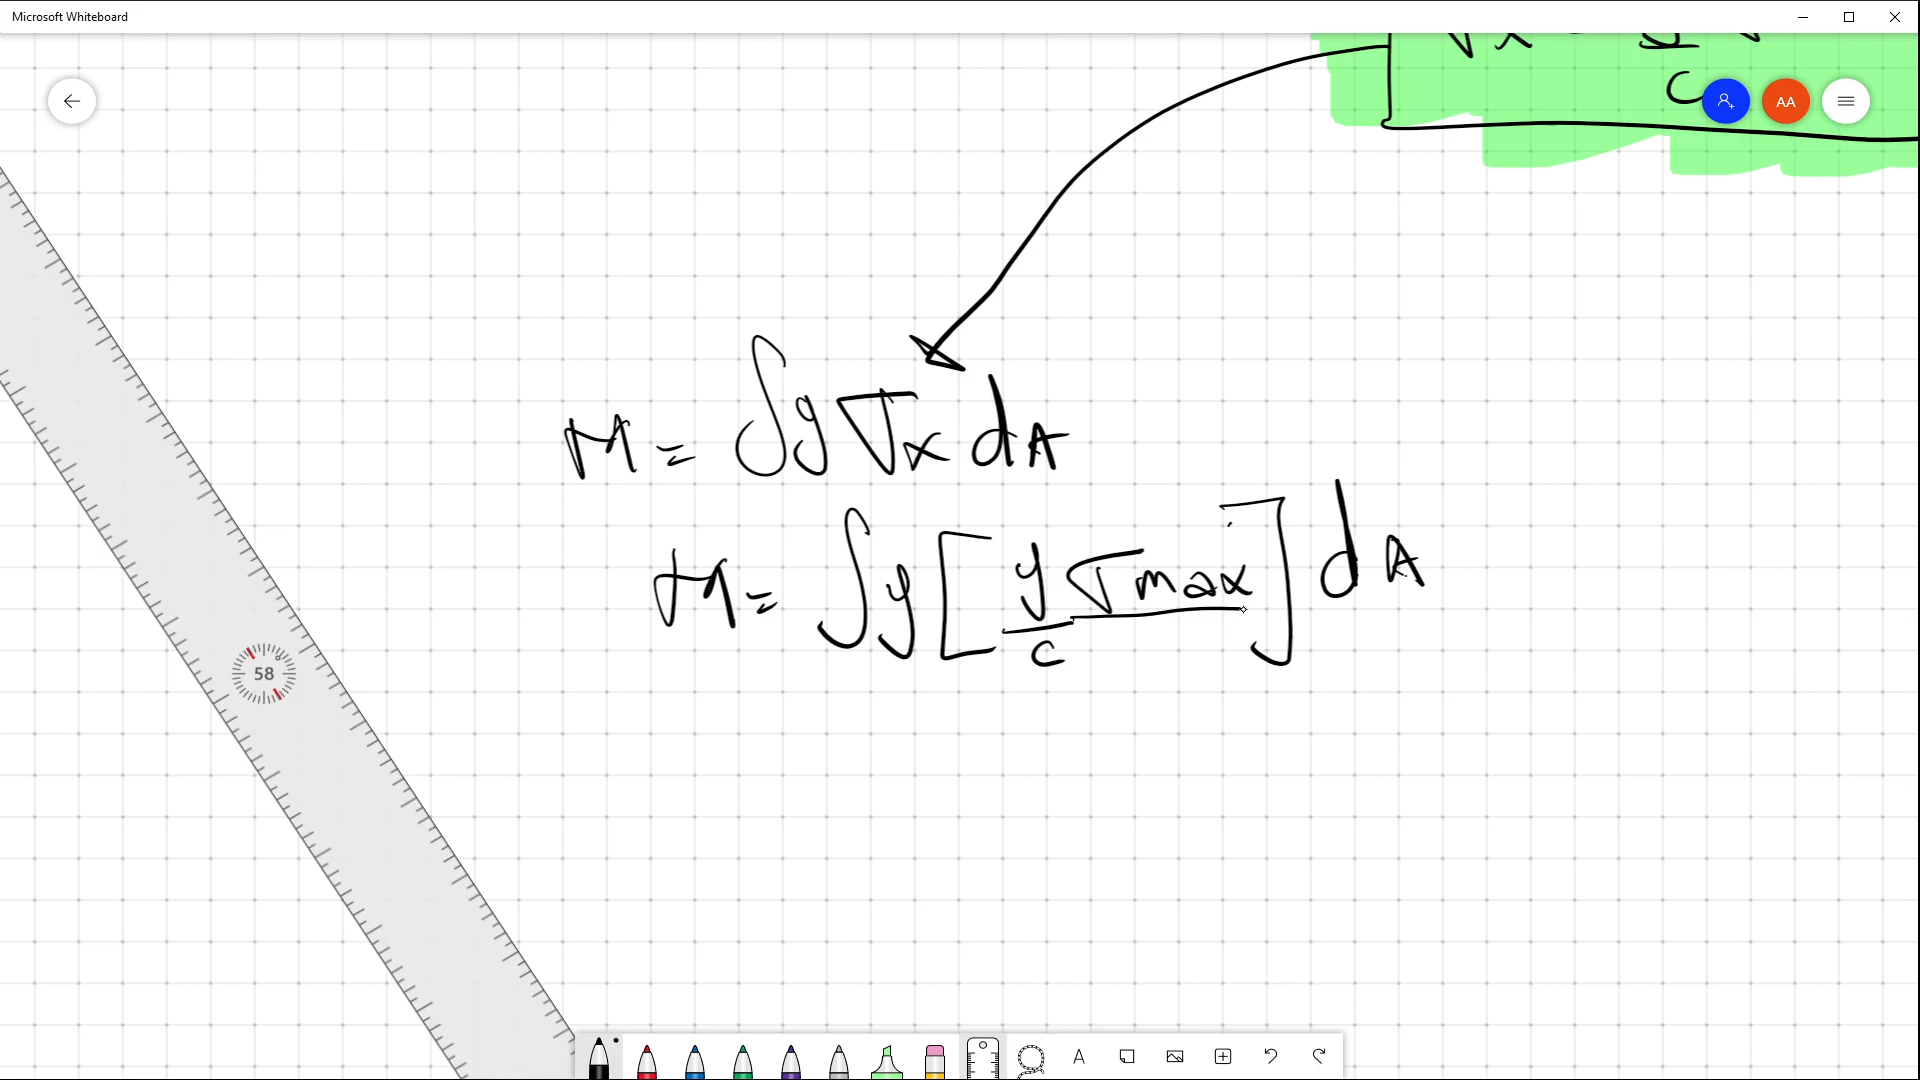 Microsoft Whiteboard
c
AA
M = ∫ y σx dA
M = ∫ y [ y/c σmax ] dA
58
A